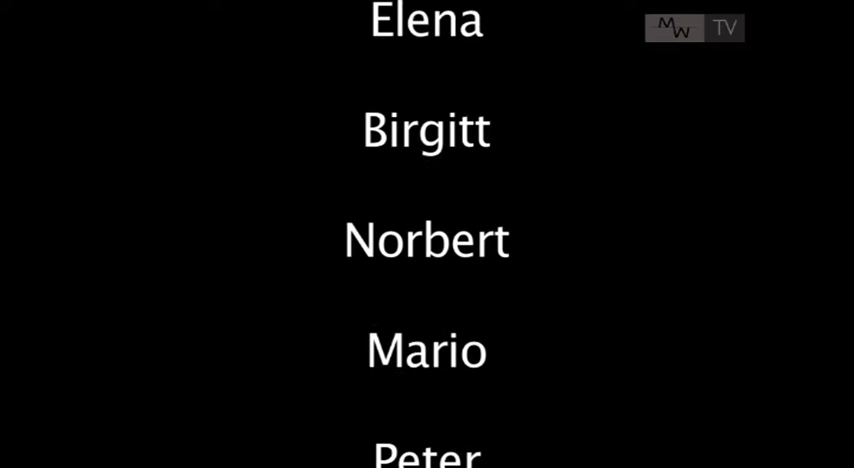 Elena
MW TV
Birgitt
Norbert
Mario
Peter